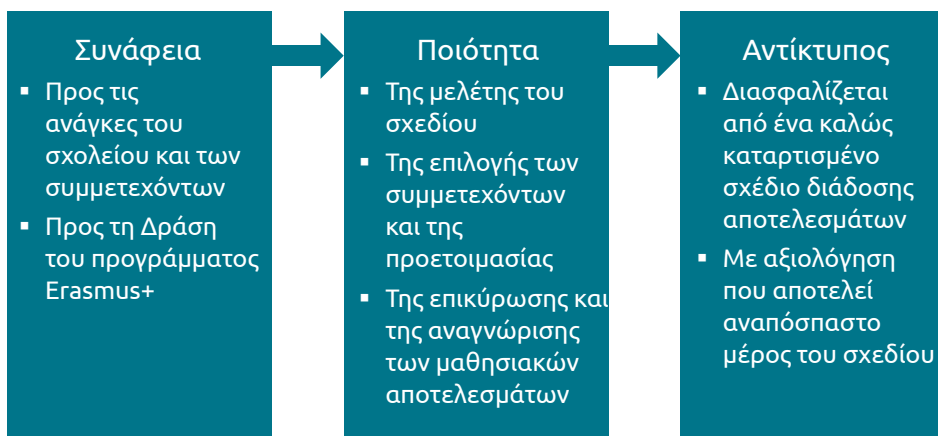 Συνάφεια
▪ Προς τις
ανάγκες του
σχολείου και των
συμμετεχόντων
▪ Προς τη Δράση
του προγράμματος
Erasmus+
Ποιότητα
▪ Της μελέτης του
σχεδίου
▪ Της επιλογής των
συμμετεχόντων
και της
προετοιμασίας
▪ Της επικύρωσης και
της αναγνώρισης
των μαθησιακών
αποτελεσμάτων
Αντίκτυπος
▪ Διασφαλίζεται
από ένα καλώς
καταρτισμένο
σχέδιο διάδοσης
αποτελεσμάτων
▪ Με αξιολόγηση
που αποτελεί
αναπόσπαστο
μέρος του σχεδίου